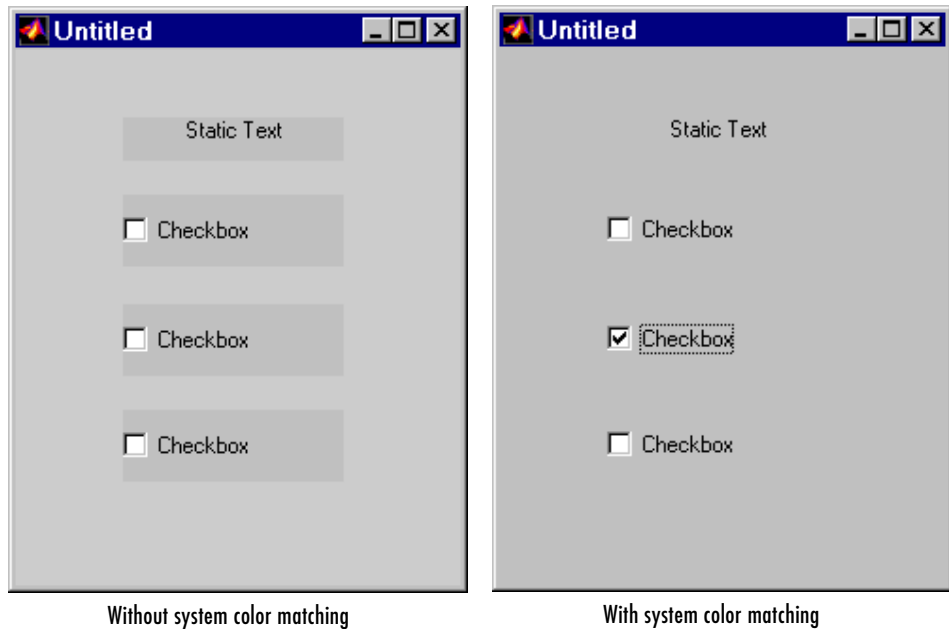 Untitled
Static Text
Checkbox
Checkbox
Checkbox
Without system color matching
Untitled
Static Text
Checkbox
Checkbox
Checkbox
With system color matching